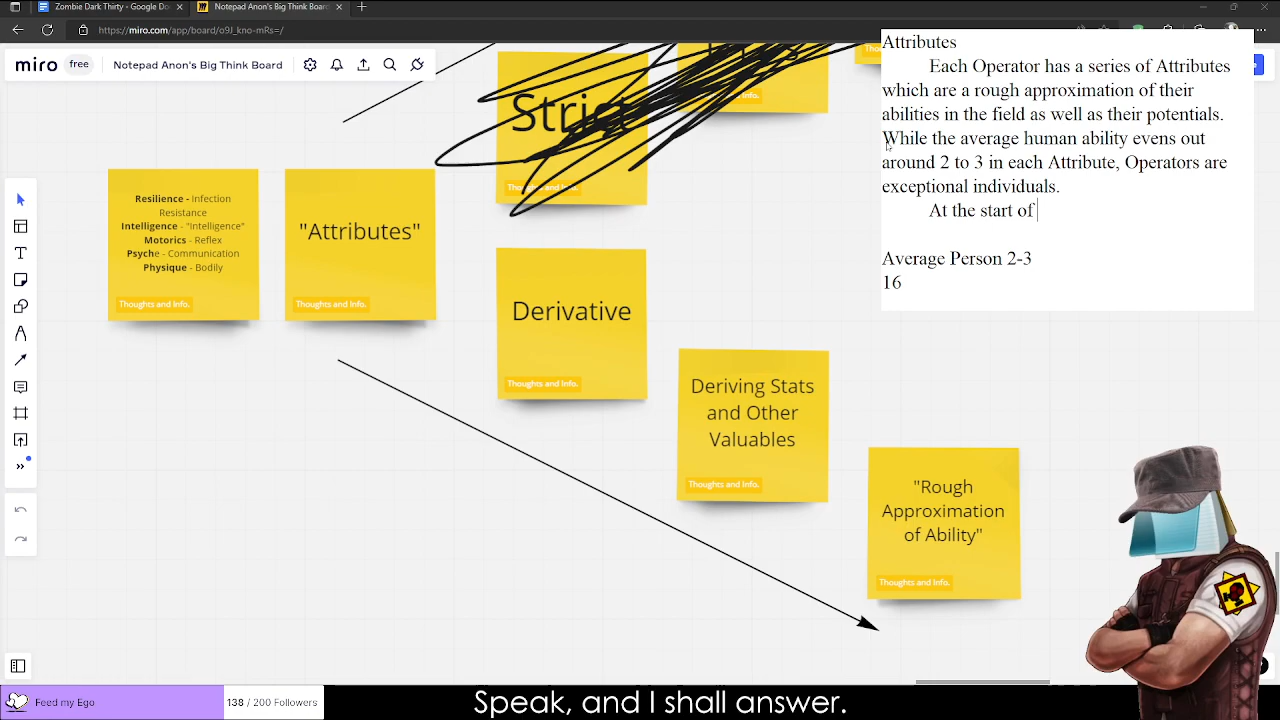 Zombie Dark Thirty - Google Doc
Notepad Anon's Big Think Board
https://miro.com/app/board/o9J_kno-mRs=/
miro
free
Notepad Anon's Big Think Board
Thoughts and Info.
Resilience - Infection
Resistance
Intelligence - "Intelligence"
Motorics - Reflex
Psyche - Communication
Physique - Bodily
Thoughts and Info.
"Attributes"
Thoughts and Info.
Derivative
Thoughts and Info.
Deriving Stats
and Other
Valuables
Thoughts and Info.
"Rough
Approximation
of Ability"
Thoughts and Info.
Attributes
Each Operator has a series of Attributes
which are a rough approximation of their
abilities in the field as well as their potentials.
While the average human ability evens out
around 2 to 3 in each Attribute, Operators are
exceptional individuals.
At the start of
Average Person 2-3
16
Feed my Ego
138 / 200 Followers
Speak, and I shall answer.